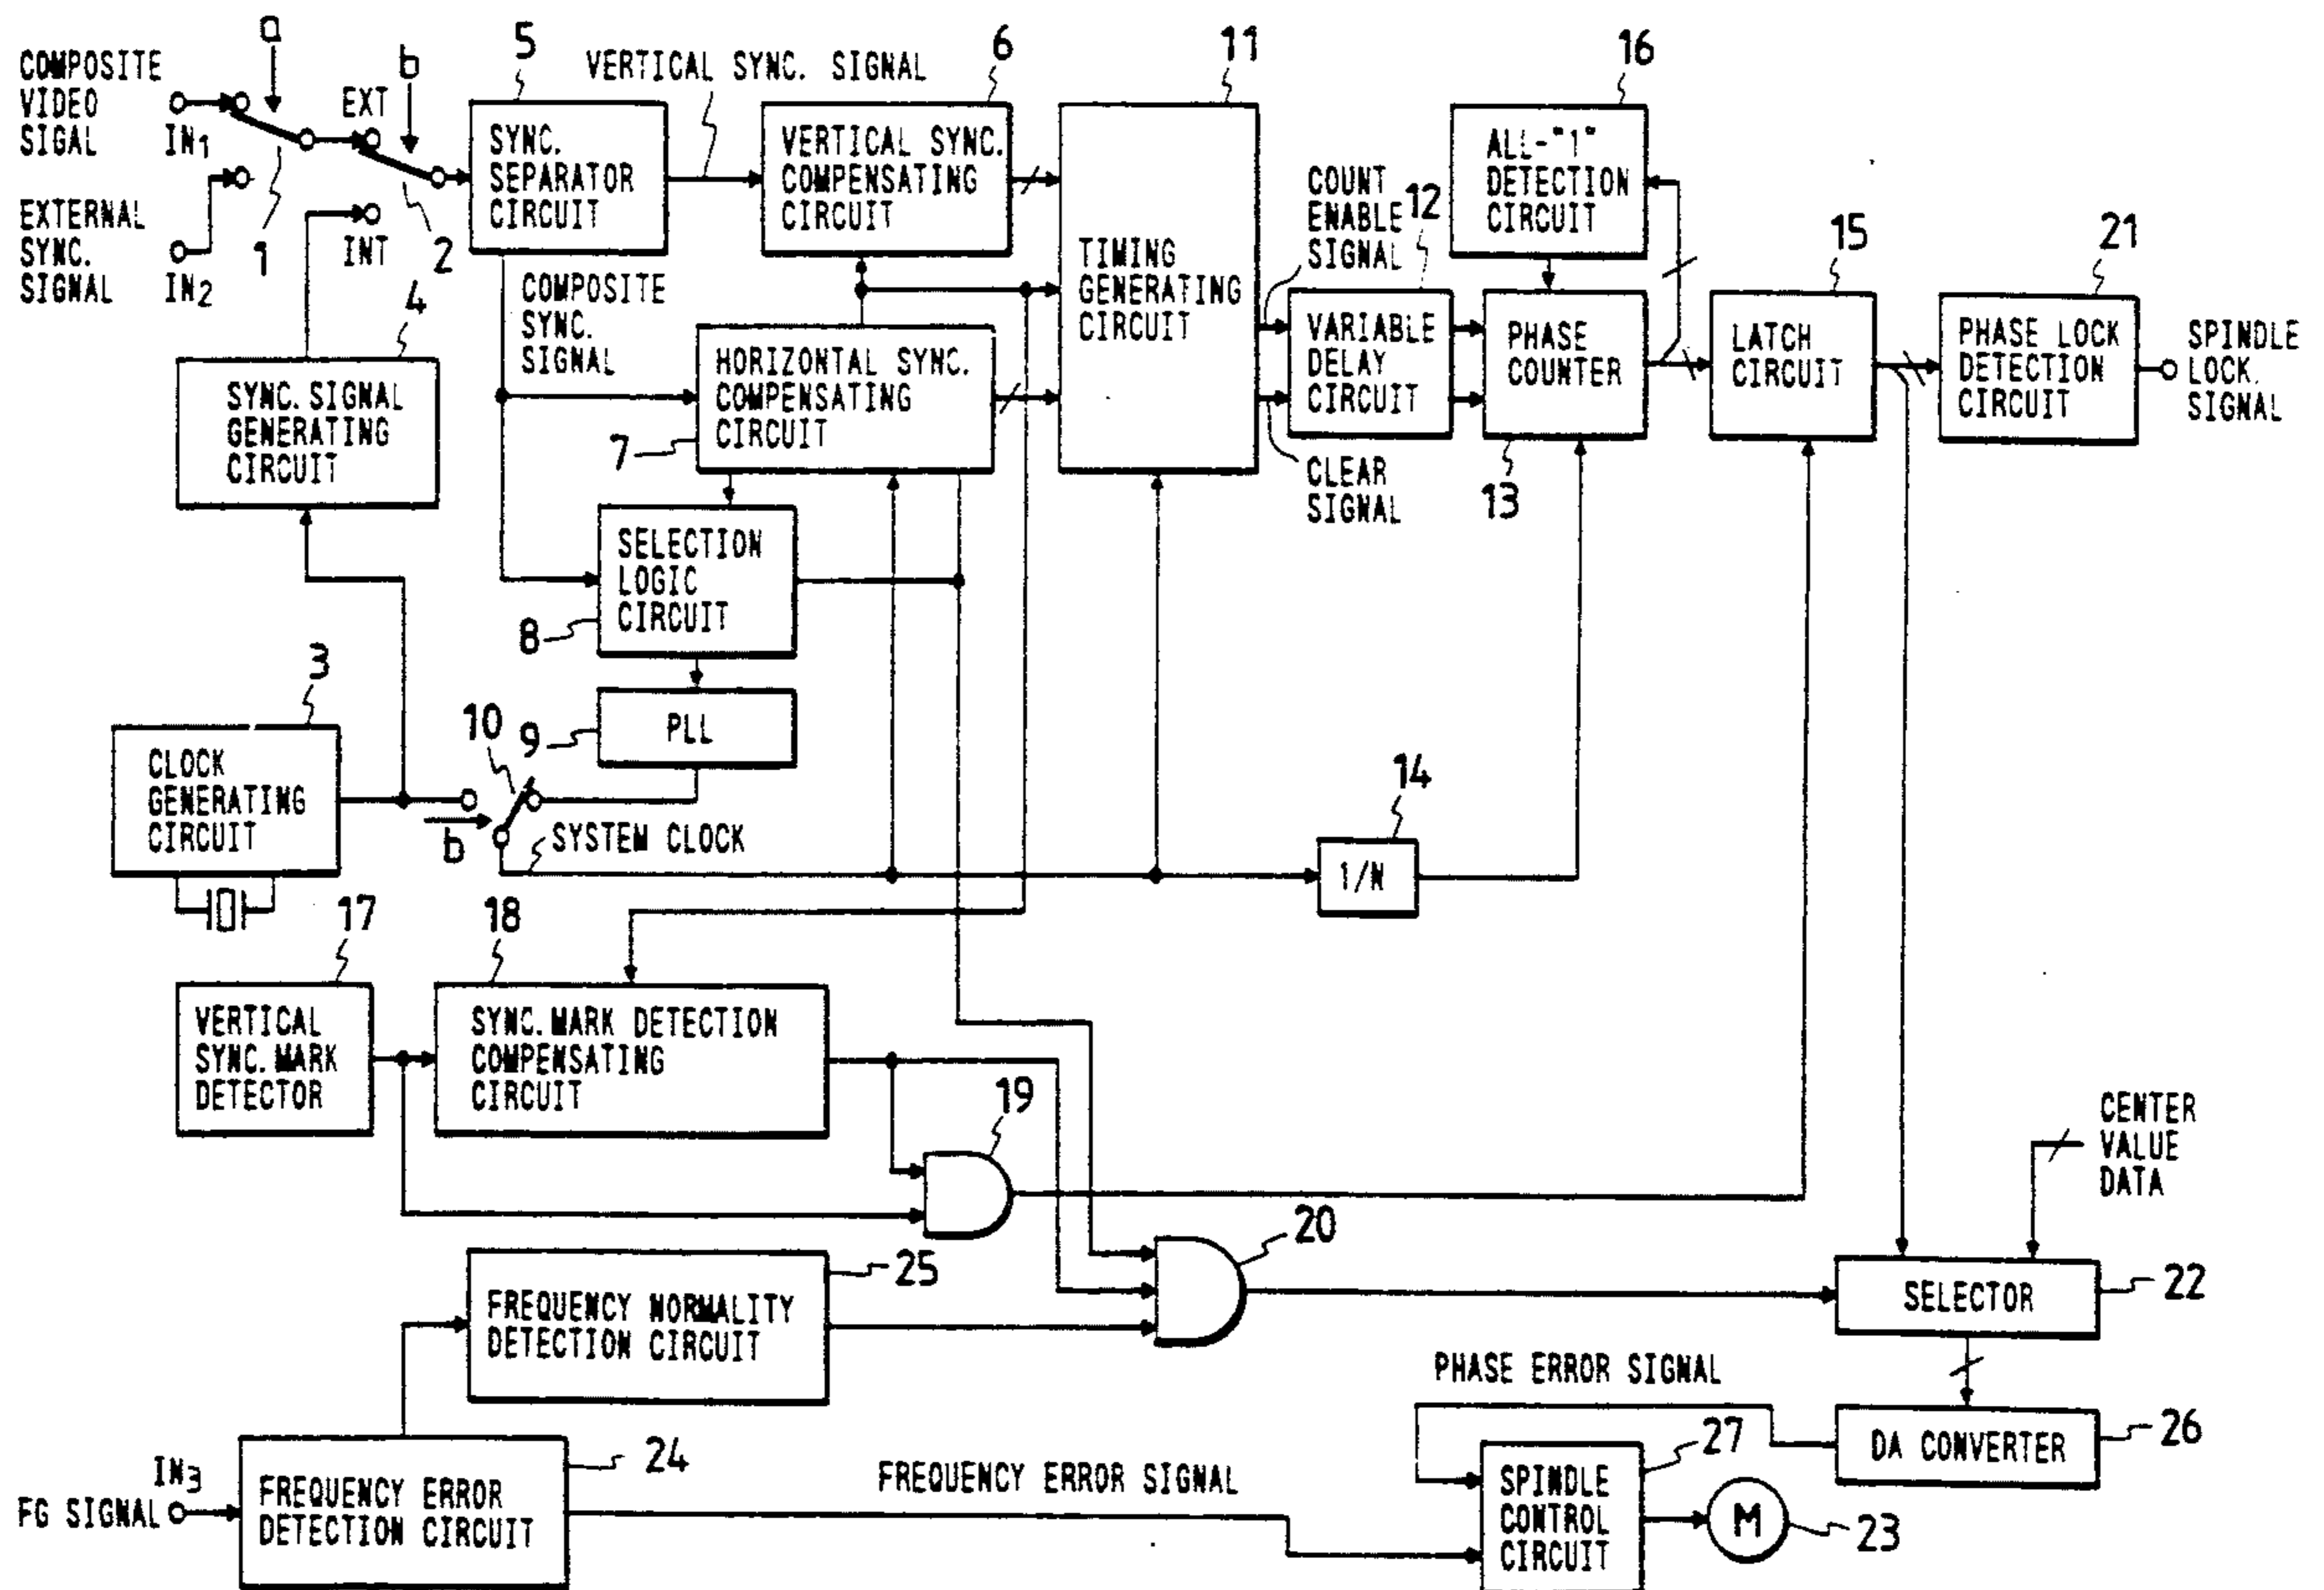 a
COMPOSITE
VIDEO
SIGAL
IN1
EXTERNAL
SYNC.
SIGNAL
IN2
1
EXT
b
INT
2
5
SYNC.
SEPARATOR
CIRCUIT
VERTICAL SYNC. SIGNAL
6
VERTICAL SYNC.
COMPENSATING
CIRCUIT
11
TIMING
GENERATING
CIRCUIT
COUNT
ENABLE
SIGNAL
12
VARIABLE
DELAY
CIRCUIT
CLEAR
SIGNAL
16
ALL-"1"
DETECTION
CIRCUIT
PHASE
COUNTER
13
15
LATCH
CIRCUIT
21
PHASE LOCK
DETECTION
CIRCUIT
SPINDLE
LOCK.
SIGNAL
4
SYNC. SIGNAL
GENERATING
CIRCUIT
COMPOSITE
SYNC.
SIGNAL
7
HORIZONTAL SYNC.
COMPENSATING
CIRCUIT
8
SELECTION
LOGIC
CIRCUIT
9
PLL
3
CLOCK
GENERATING
CIRCUIT
10
b
SYSTEM CLOCK
14
1/N
17
VERTICAL
SYNC. MARK
DETECTOR
18
SYNC. MARK DETECTION
COMPENSATING
CIRCUIT
19
20
CENTER
VALUE
DATA
25
FREQUENCY NORMALITY
DETECTION CIRCUIT
SELECTOR
22
PHASE ERROR SIGNAL
DA CONVERTER
26
IN3
FG SIGNAL
24
FREQUENCY ERROR
DETECTION CIRCUIT
FREQUENCY ERROR SIGNAL
27
SPINDLE
CONTROL
CIRCUIT
M
23